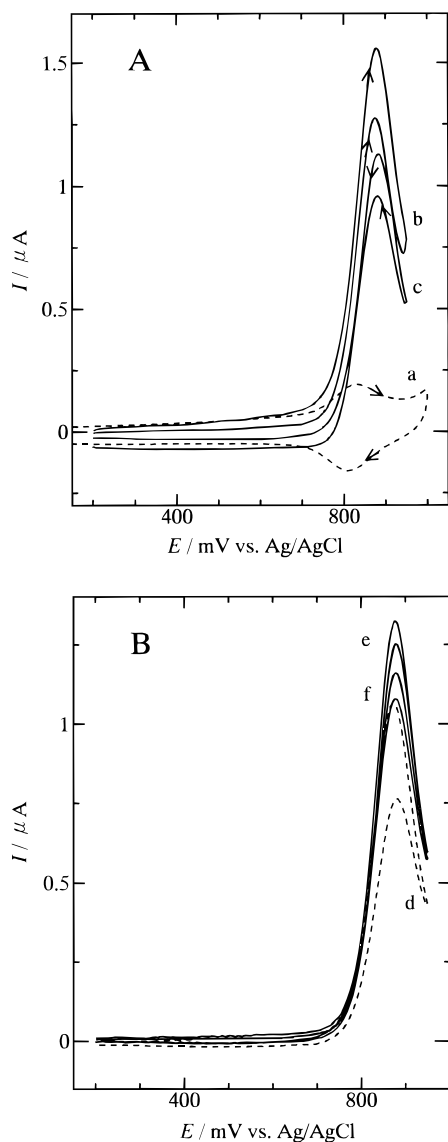 A
1.5
1
0.5
0
I / μA
b
c
a
400
800
E / mV vs. Ag/AgCl
B
e
f
d
1
0.5
0
I / μA
400
800
E / mV vs. Ag/AgCl